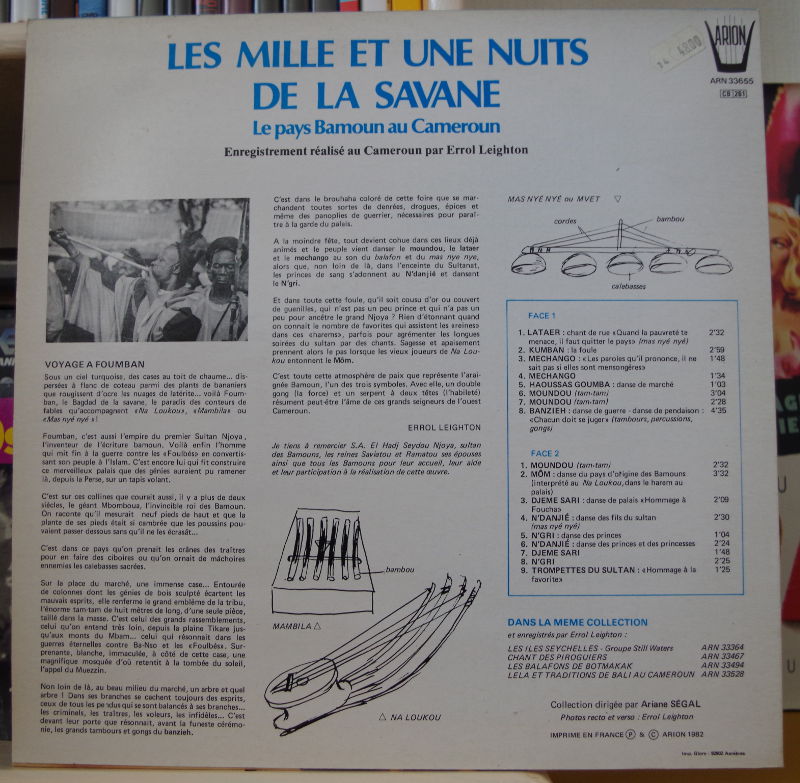 LES MILLE ET UNE NUITS
DE LA SAVANE
Le pays Bamoun au Cameroun
Enregistrement réalisé au Cameroun par Errol Leighton
48,00
ARION
ARN 33655
CB 261
VOYAGE A FOUMBAN
Sous un ciel turquoise, des cases au toit de chaume... dis-
persées à flanc de coteau parmi des plants de bananiers
que rougissent d'ocre les nuages de latérite... voilà Foum-
ban, le Bagdad de la savane, le paradis des conteurs de
fables qu'accompagnent «Na Loukou», «Mambila» ou
«Mas nyé nyé»!
Foumban, c'est aussi l'empire du premier Sultan Njoya,
l'inventeur de l'écriture bamoun. Voilà enfin l'homme
qui mit fin à la guerre contre les «Foulbés» en convertis-
sant son peuple à l'Islam. C'est encore lui qui fit construire
ce merveilleux palais que des génies auraient pu ramener
là, depuis la Perse, sur un tapis volant.
C'est sur ces collines que courait aussi, il y a plus de deux
siècles, le géant Mbomboua, l'invincible roi des Bamoun.
On raconte qu'il mesurait neuf pieds de haut et que la
plante de ses pieds était si cambrée que les poussins pou-
vaient passer dessous sans qu'il ne les écrasât...
C'est dans ce pays qu'on prenait les crânes des traîtres
pour en faire des ciboires ou qu'on ornait de mâchoires
ennemies les calebasses sacrées.
Sur la place du marché, une immense case... Entourée
de colonnes dont les génies de bois sculpté écartent les
mauvais esprits, elle renferme le grand emblème de la tribu,
l'énorme tam-tam de huit mètres de long, d'une seule pièce,
taillé dans la masse. C'est celui des grands rassemblements,
celui qu'on entend très loin, depuis la plaine Tikare jus-
qu'aux monts du Mbam... celui qui résonnait dans les
guerres éternelles contre Ba-Nso et les «Foulbés». Sur-
prenante, blanche, immaculée, à côté de cette case, une
magnifique mosquée d'où retentit à la tombée du soleil,
l'appel du Muezzin.
Non loin de là, au beau milieu du marché, un arbre et quel
arbre ! Dans ses branches se cachent toujours des esprits,
ceux de tous les pendus qui se sont balancés à ses branches...
les criminels, les traîtres, les voleurs, les infidèles... C'est
devant leur porte que résonnait, avant la funeste cérémo-
nie, les grands tambours et gongs du banzieh.
C'est dans le brouhaha coloré de cette foire que se mar-
chandent toutes sortes de denrées, drogues, épices et
même des panoplies de guerrier, nécessaires pour paraî-
tre à la garde du palais.
A la moindre fête, tout devient cohue dans ces lieux déjà
animés et le peuple vient danser le moundou, le lataer
et le mechango au son du balafon et du mas nye nye,
alors que, non loin de là, dans l'enceinte du Sultanat,
les princes de sang s'adonnent au N'danjié et dansent
le N'gri.
Et dans toute cette foule, qu'il soit cousu d'or ou couvert
de guenilles, qui n'est pas un peu prince et qui n'a pas un
peu pour ancêtre le grand Njoya ? Rien d'étonnant quand
on connait le nombre de favorites qui assistent les «reines»
dans ces «harems», parfois pour agrémenter les longues
soirées du sultan par des chants. Sagesse et apaisement
prennent alors le pas lorsque les vieux joueurs de Na Lou-
kou entonnent le Môm.
C'est toute cette atmosphère de paix que représente l'arai-
gnée Bamoun, l'un des trois symboles. Avec elle, un double
gong (la force) et un serpent à deux têtes (l'habileté)
résument peut-être l'âme de ces grands seigneurs de l'ouest
Cameroun.
ERROL LEIGHTON
Je tiens à remercier S.A. El Hadj Seydou Njoya, sultan
des Bamouns, les reines Saviatou et Ramatou ses épouses
ainsi que tous les Bamouns pour leur accueil, leur aide
et leur participation à la réalisation de cette œuvre.
bambou
MAMBILA △
△ NA LOUKOU
MAS NYÉ NYÉ ou MVET ▽
cordes
bambou
calebasses
FACE 1
1. LATAER : chant de rue «Quand la pauvreté te 2'32
menace, il faut quitter le pays» (mas nyé nyé)
2. KUMBAN : la foule 2'59
3. MECHANGO : «Les paroles qu'il prononce, il ne 1'48
sait pas si elles sont mensongères»
4. MECHANGO 1'34
5. HAOUSSAS GOUMBA : danse de marché 1'03
6. MOUNDOU (tam-tam) 3'04
7. MOUNDOU (tam-tam) 2'28
8. BANZIEH : danse de guerre - danse de pendaison : 4'35
«Chacun doit se juger» (tambours, percussions,
gongs)
FACE 2
1. MOUNDOU (tam-tam) 2'32
2. MÔM : danse du pays d'origine des Bamouns 3'32
(interprété au Na Loukou, dans le harem au
palais)
3. DJEME SARI : danse de palais «Hommage à 2'09
Foucha»
4. N'DANJIÉ : danse des fils du sultan 2'30
(mas nyé nyé)
5. N'GRI : danse des princes 1'04
6. N'DANJIÉ : danse des princes et des princesses 2'24
7. DJEME SARI 1'48
8. N'GRI 2'25
9. TROMPETTES DU SULTAN : «Hommage à la 1'25
favorite»
DANS LA MEME COLLECTION
et enregistrés par Errol Leighton :
LES ILES SEYCHELLES - Groupe Still Waters ARN 33364
CHANT DES PIROGUIERS ARN 33467
LES BALAFONS DE BOTMAKAK ARN 33494
LELA ET TRADITIONS DE BALI AU CAMEROUN ARN 33528
Collection dirigée par Ariane SÉGAL
Photos recto et verso : Errol Leighton
IMPRIME EN FRANCE Ⓟ & © ARION 1982